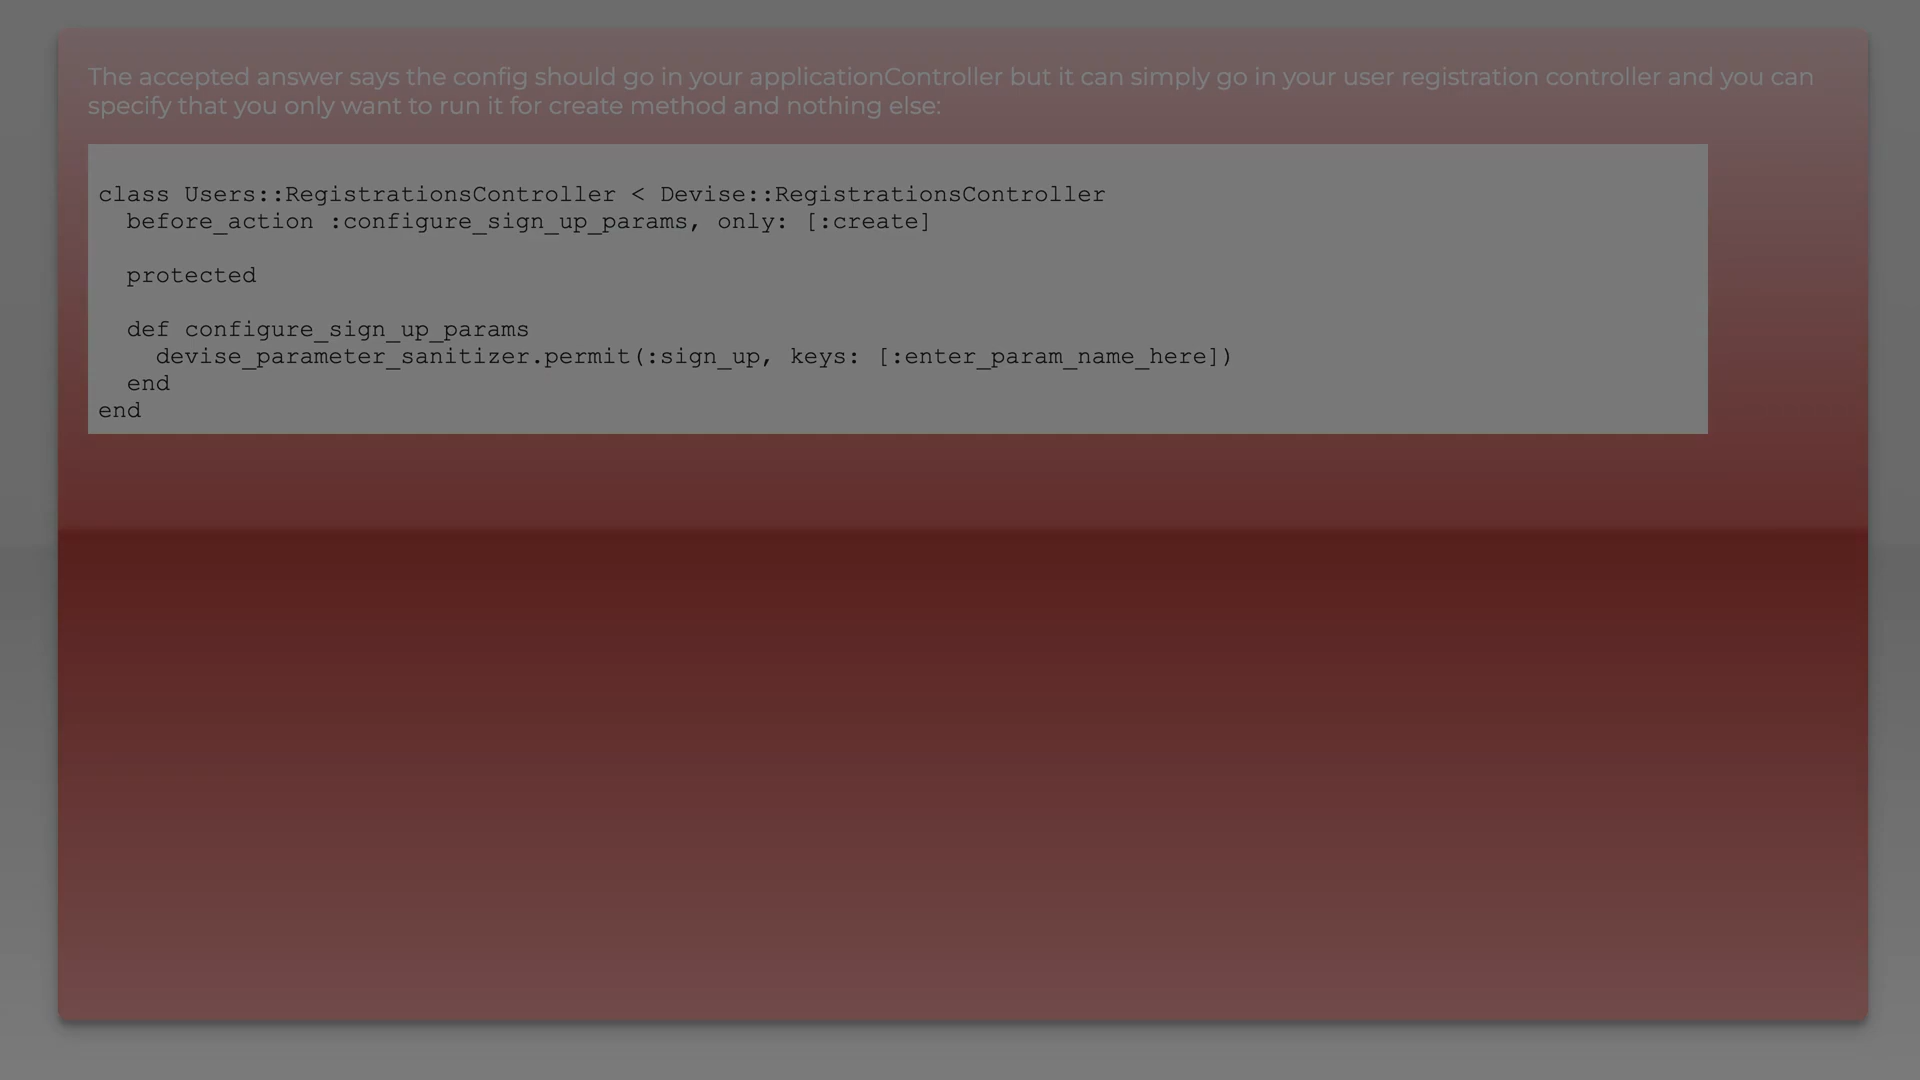 The accepted answer says the config should go in your applicationController but it can simply go in your user registration controller and you can
specify that you only want to run it for create method and nothing else:
class Users::RegistrationsController < Devise::RegistrationsController
  before_action :configure_sign_up_params, only: [:create]
  protected
  def configure_sign_up_params
    devise_parameter_sanitizer.permit(:sign_up, keys: [:enter_param_name_here])
  end
end